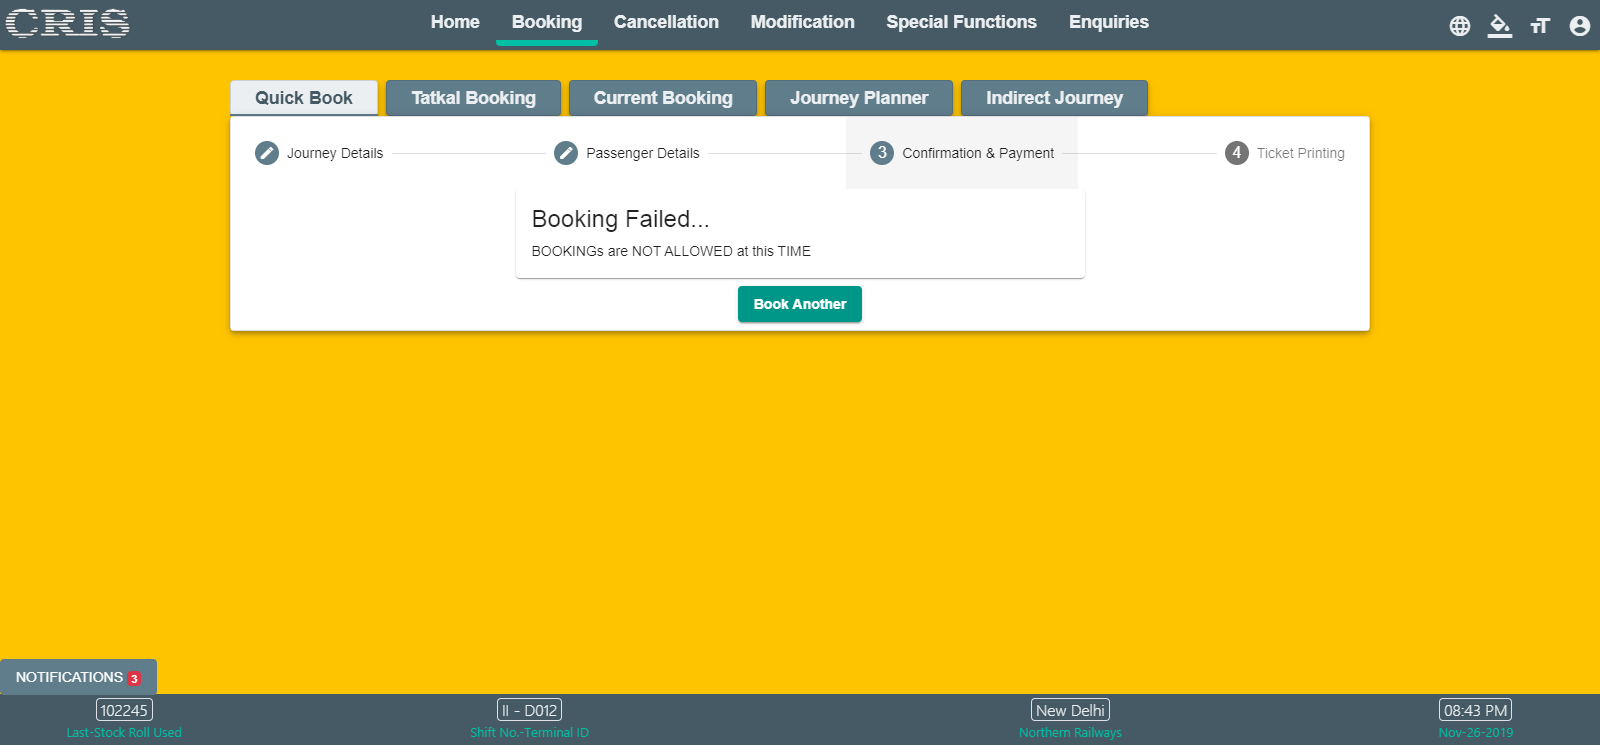 CRIS
Home Booking Cancellation Modification Special Functions Enquiries
Quick Book Tatkal Booking Current Booking Journey Planner Indirect Journey
Journey Details Passenger Details 3 Confirmation & Payment 4 Ticket Printing
Booking Failed...
BOOKINGs are NOT ALLOWED at this TIME
Book Another
NOTIFICATIONS 3
102245 II - D012 New Delhi 08:43 PM
Last-Stock Roll Used Shift No.-Terminal ID Northern Railways Nov-26-2019